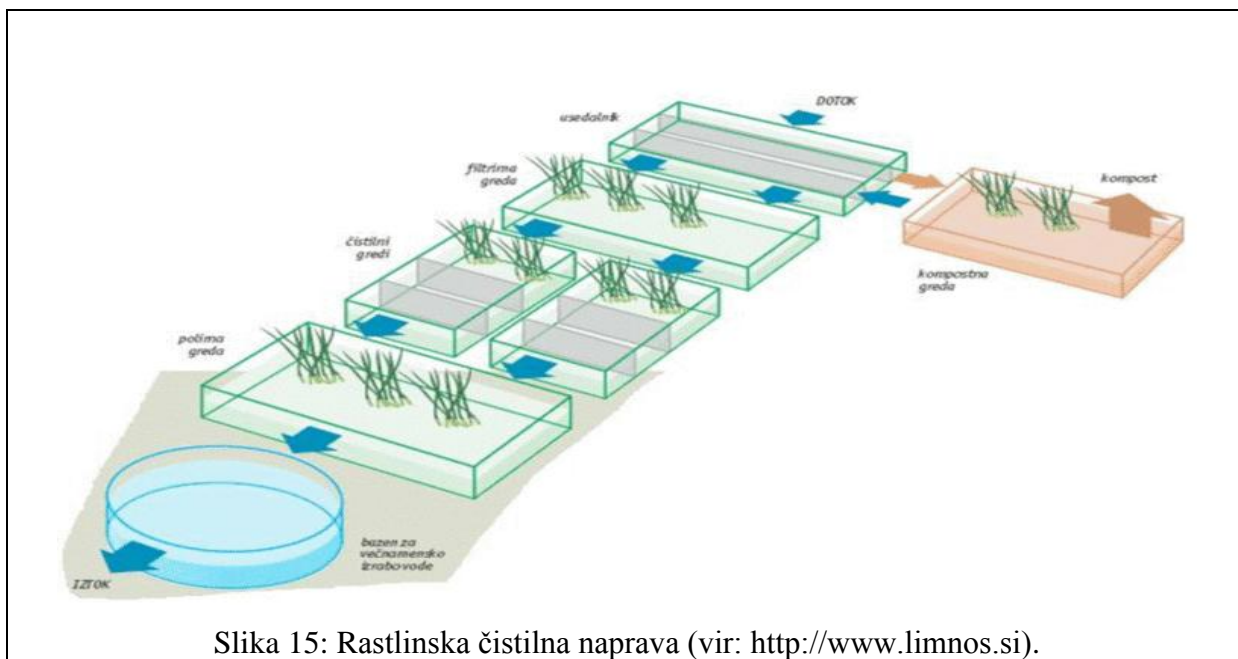 DOTOK
usedalnik
filtrirna
greda
kompost
čistilni
gredi
kompostna
greda
polirna
greda
bazen za
večnamensko
izrabo vode
IZTOK
Slika 15: Rastlinska čistilna naprava (vir: http://www.limnos.si).